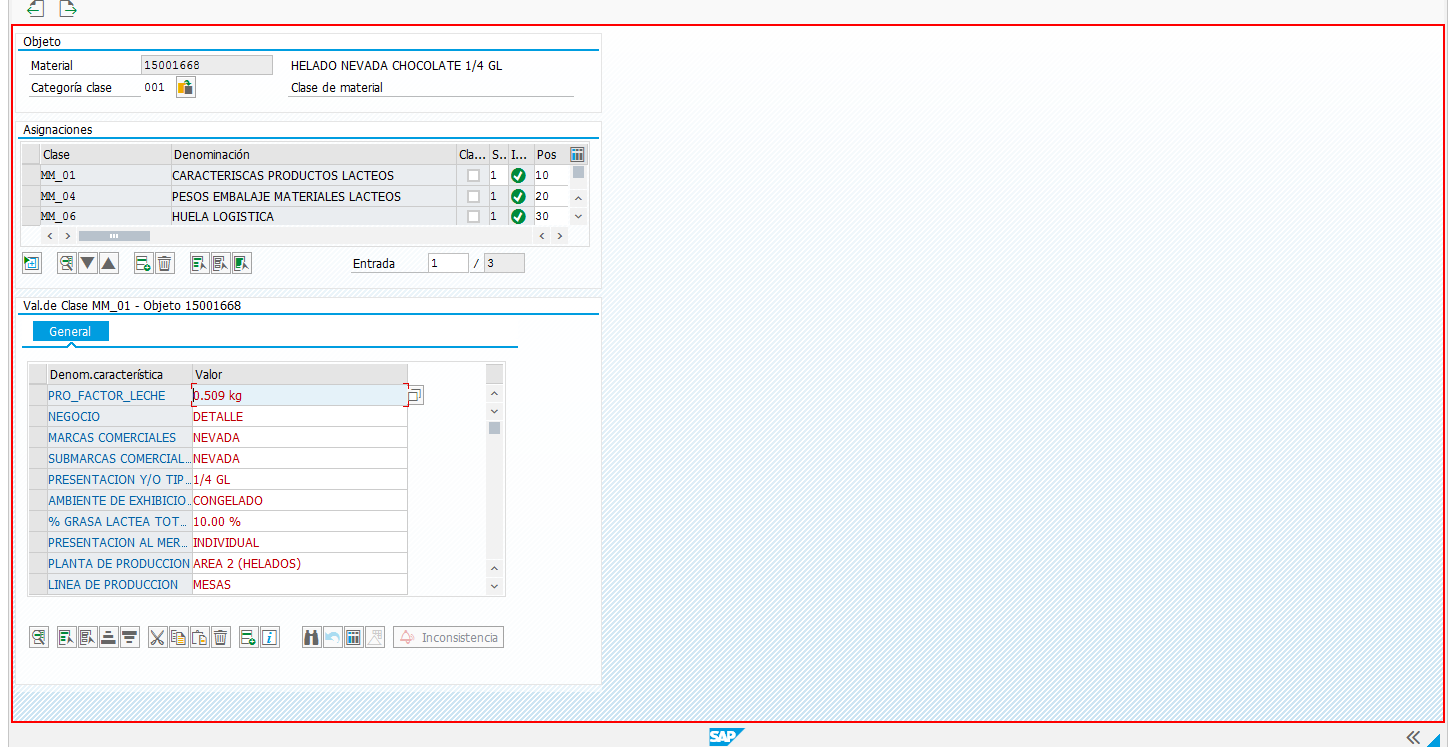 Objeto
Material 15001668 HELADO NEVADA CHOCOLATE 1/4 GL
Categoría clase 001 Clase de material
Asignaciones
Clase Denominación Cla... S.. I... Pos
MM_01 CARACTERISCAS PRODUCTOS LACTEOS 1 10
MM_04 PESOS EMBALAJE MATERIALES LACTEOS 1 20
MM_06 HUELA LOGISTICA 1 30
Entrada 1 / 3
Val.de Clase MM_01 - Objeto 15001668
General
Denom.característica Valor
PRO_FACTOR_LECHE 0.509 kg
NEGOCIO DETALLE
MARCAS COMERCIALES NEVADA
SUBMARCAS COMERCIAL... NEVADA
PRESENTACION Y/O TIP... 1/4 GL
AMBIENTE DE EXHIBICIO... CONGELADO
% GRASA LACTEA TOT... 10.00 %
PRESENTACION AL MER... INDIVIDUAL
PLANTA DE PRODUCCION AREA 2 (HELADOS)
LINEA DE PRODUCCION MESAS
Inconsistencia
SAP